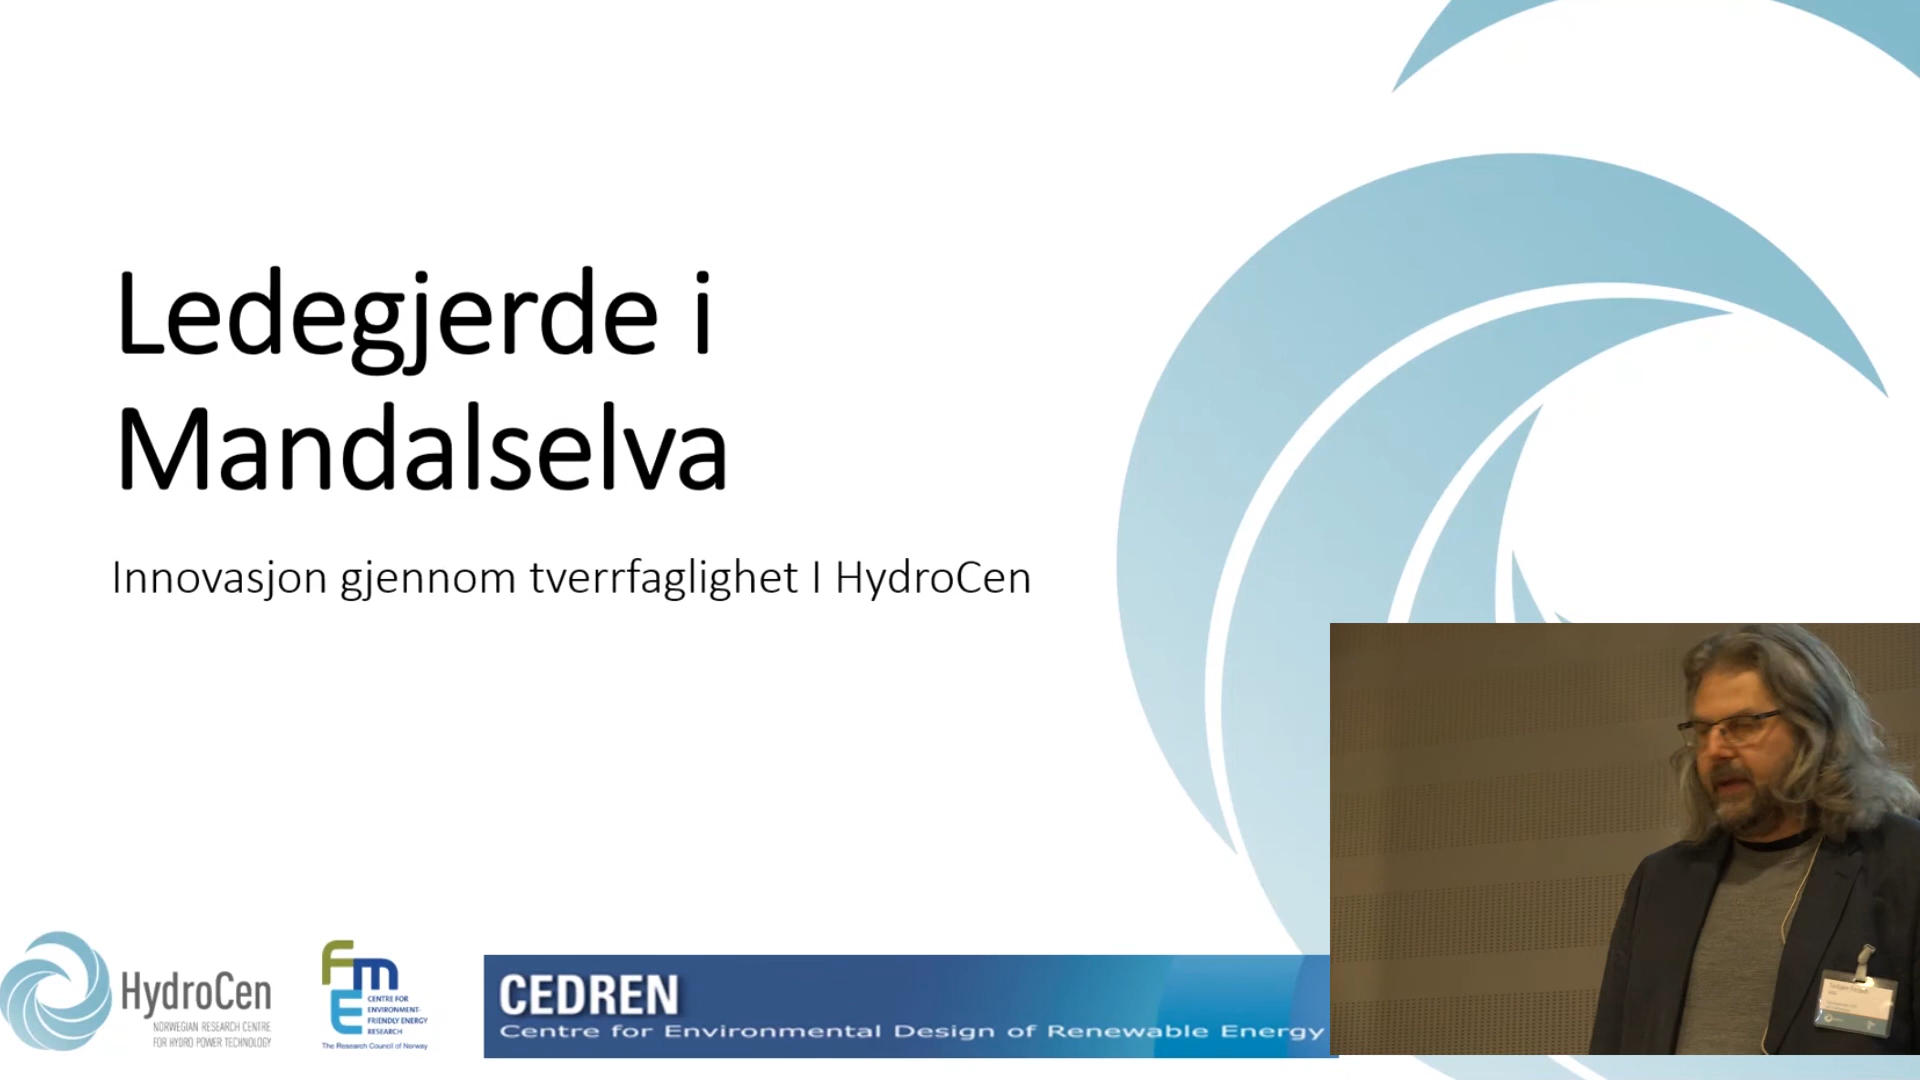 Ledegjerde i
Mandalselva
Innovasjon gjennom tverrfaglighet I HydroCen
HydroCen
NORWEGIAN RESEARCH CENTRE
FOR HYDRO POWER TECHNOLOGY
FmE
CENTRE FOR
ENVIRONMENT-
FRIENDLY ENERGY
RESEARCH
The Research Council of Norway
CEDREN
Centre for Environmental Design of Renewable Energy